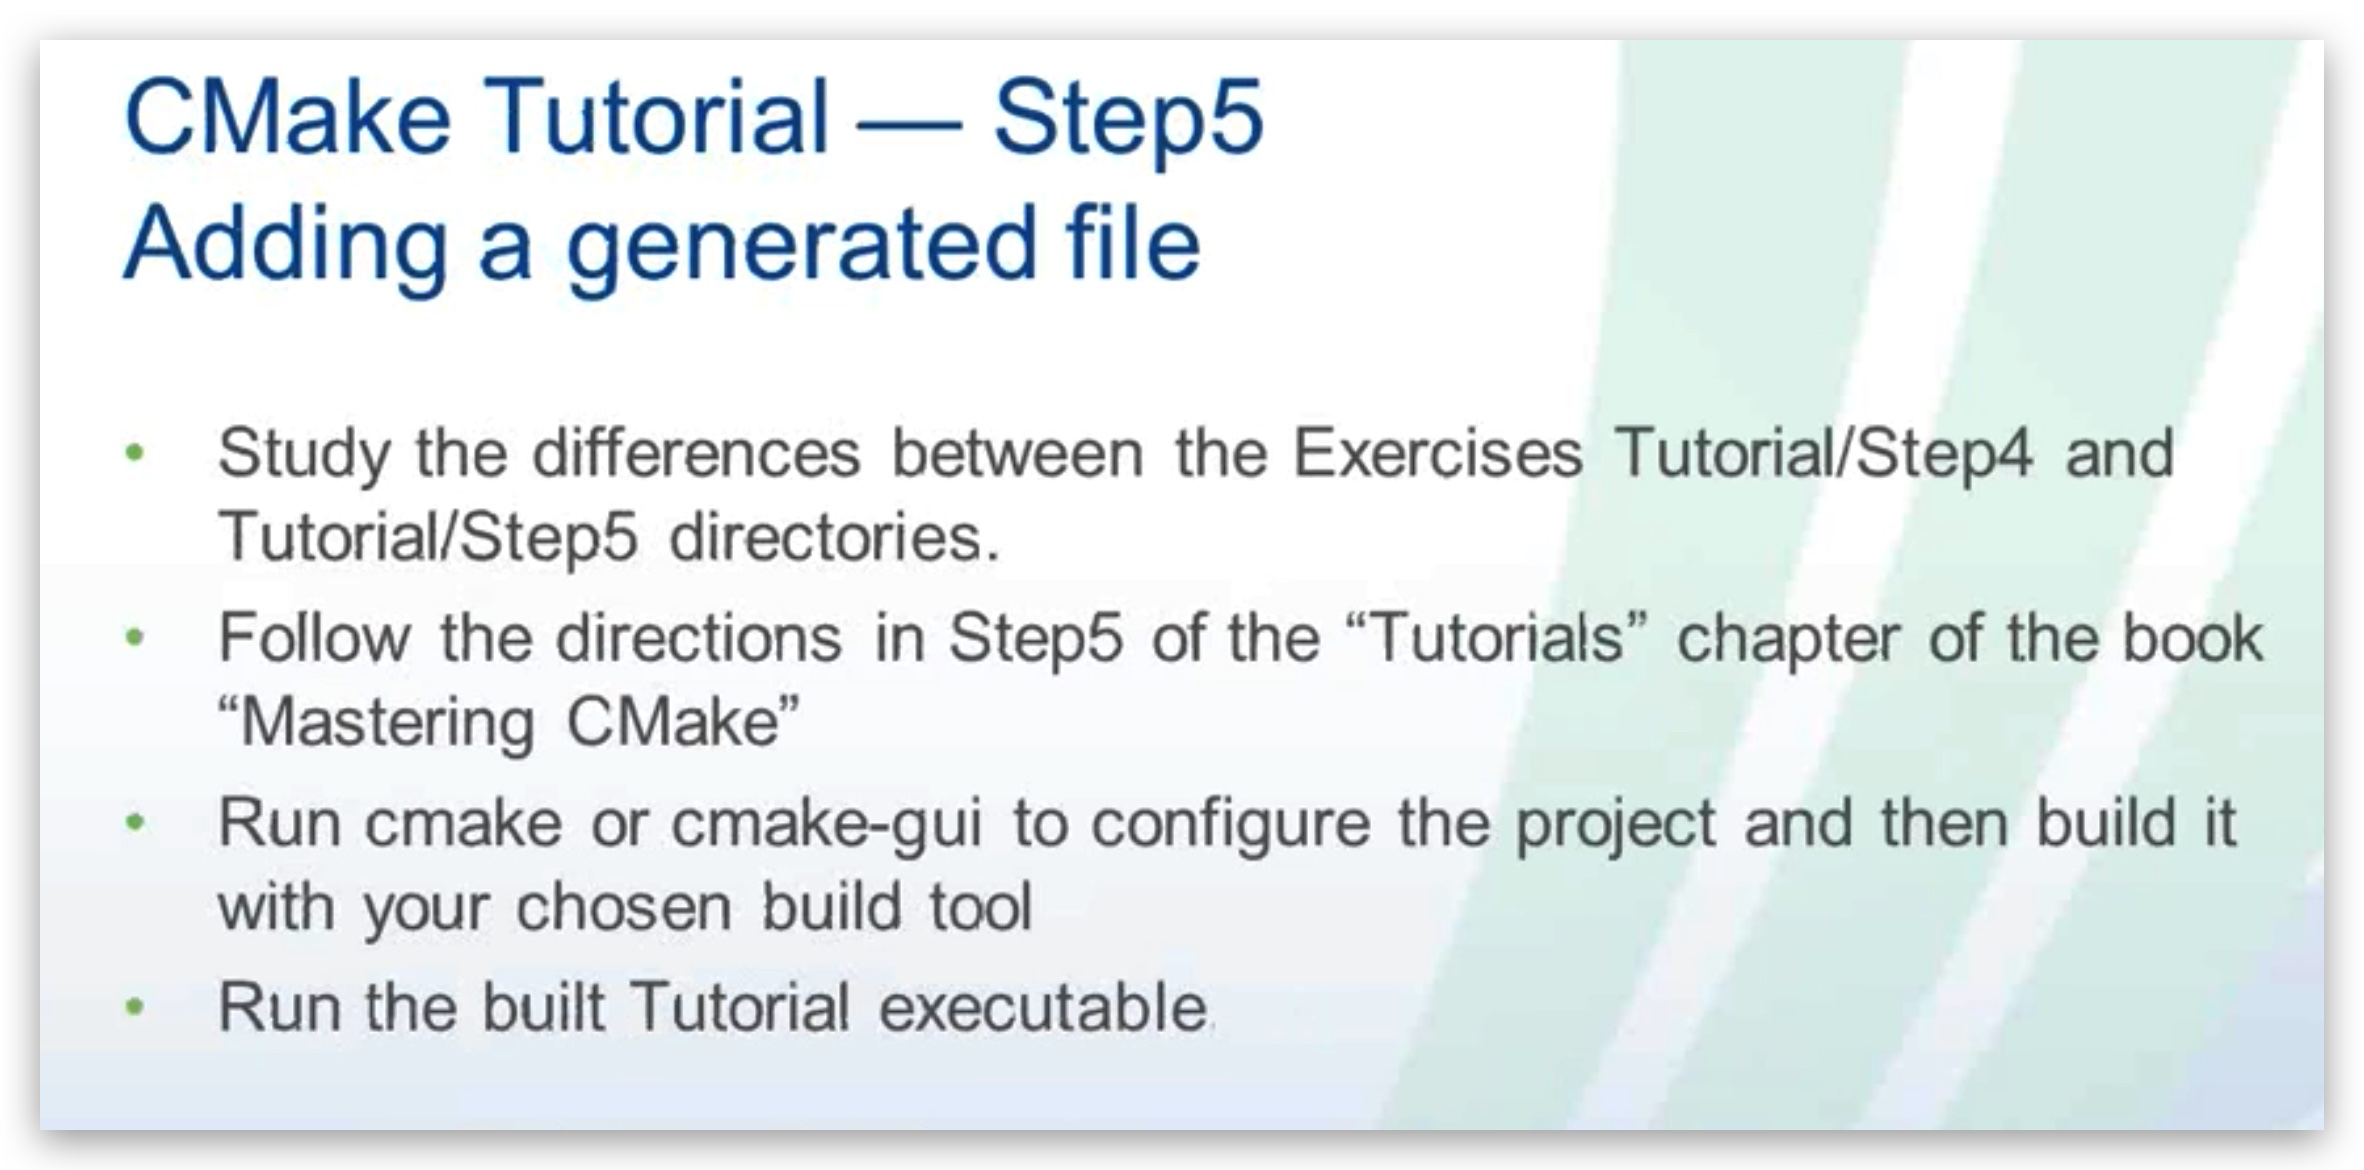 CMake Tutorial — Step5
Adding a generated file
• Study the differences between the Exercises Tutorial/Step4 and
Tutorial/Step5 directories.
• Follow the directions in Step5 of the “Tutorials” chapter of the book
“Mastering CMake”
• Run cmake or cmake-gui to configure the project and then build it
with your chosen build tool
• Run the built Tutorial executable